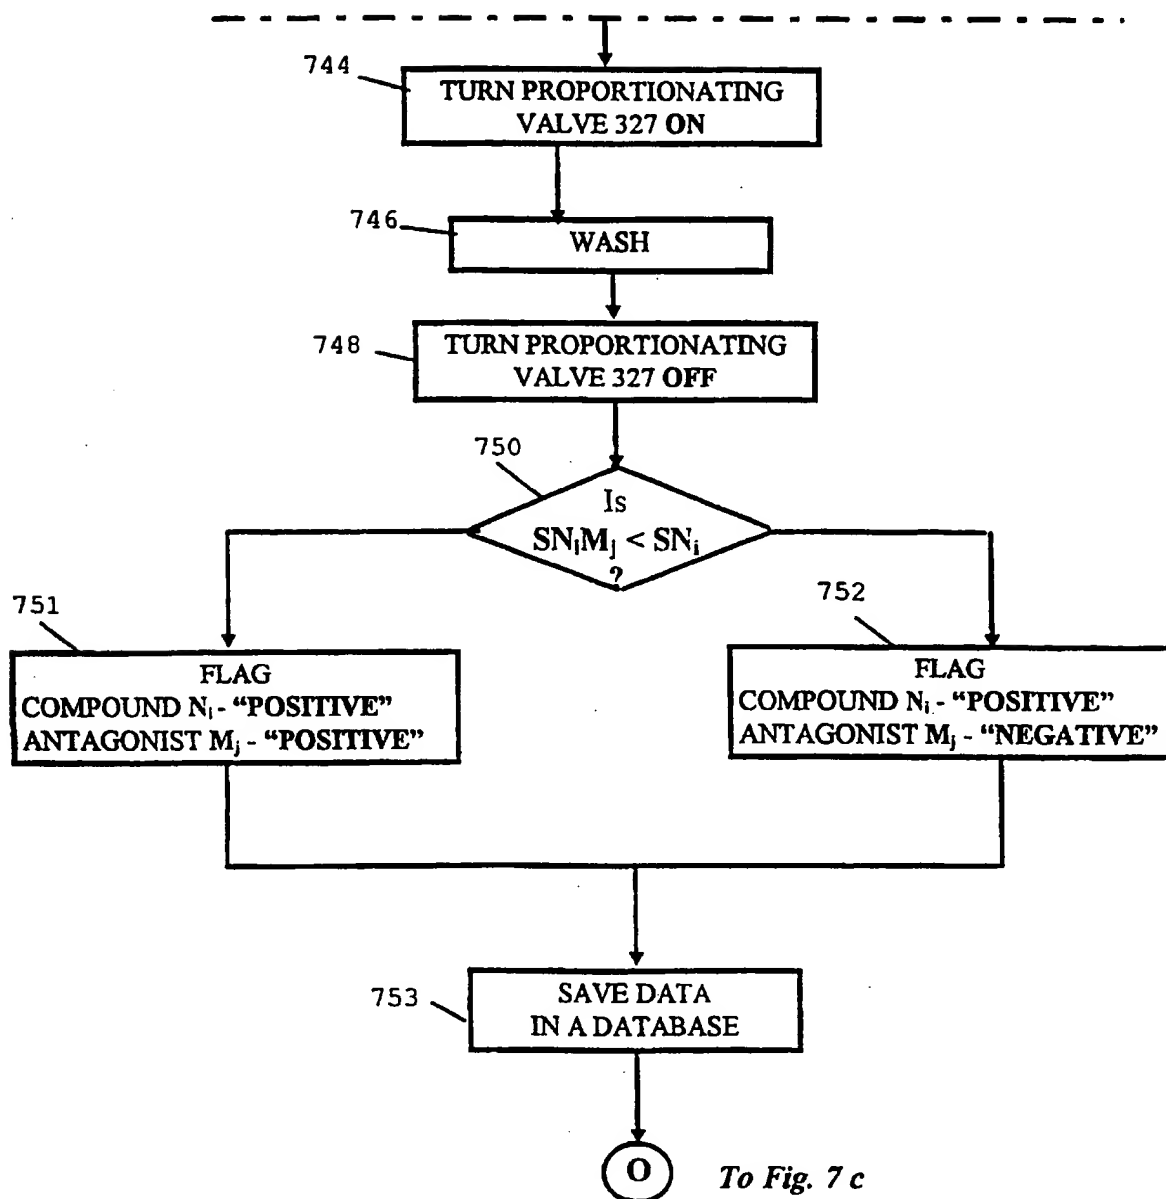 744
TURN PROPORTIONATING
VALVE 327 ON
746
WASH
748
TURN PROPORTIONATING
VALVE 327 OFF
750
Is
SNᵢMⱼ < SNᵢ
?
751
FLAG
COMPOUND Nᵢ - “POSITIVE”
ANTAGONIST Mⱼ - “POSITIVE”
752
FLAG
COMPOUND Nᵢ - “POSITIVE”
ANTAGONIST Mⱼ - “NEGATIVE”
753
SAVE DATA
IN A DATABASE
O
To Fig. 7 c